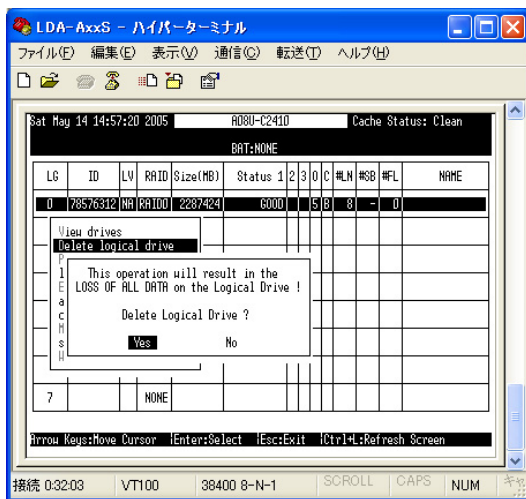 LDA-AxxS - ハイパーターミナル
ファイル(F) 編集(E) 表示(V) 通信(C) 転送(T) ヘルプ(H)
Sat May 14 14:57:20 2005 AD8U-C2410 Cache Status: Clean
BAT:NONE
LG ID LV RAID Size(MB) Status 1 2 3 O C #LN #SB #FL NAME
0 78576312 NA RAID0 2287424 GOOD 5 B 8 - 0
View drives
Delete logical drive
P
l This operation will result in the
E LOSS OF ALL DATA on the Logical Drive !
a
c Delete Logical Drive ?
M
s Yes No
W
7 NONE
Arrow Keys:Move Cursor |Enter:Select |Esc:Exit |Ctrl+L:Refresh Screen
接続 0:32:03 VT100 38400 8-N-1 SCROLL CAPS NUM